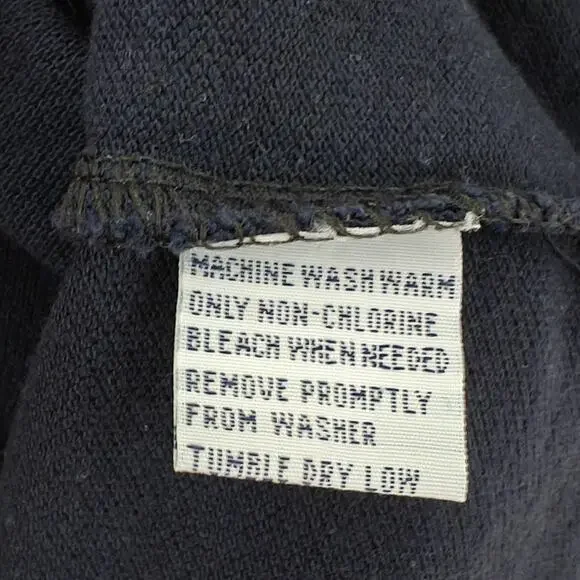 MACHINE WASH WARM
ONLY NON-CHLORINE
BLEACH WHEN NEEDED
REMOVE PROMPTLY
FROM WASHER
TUMBLE DRY LOW